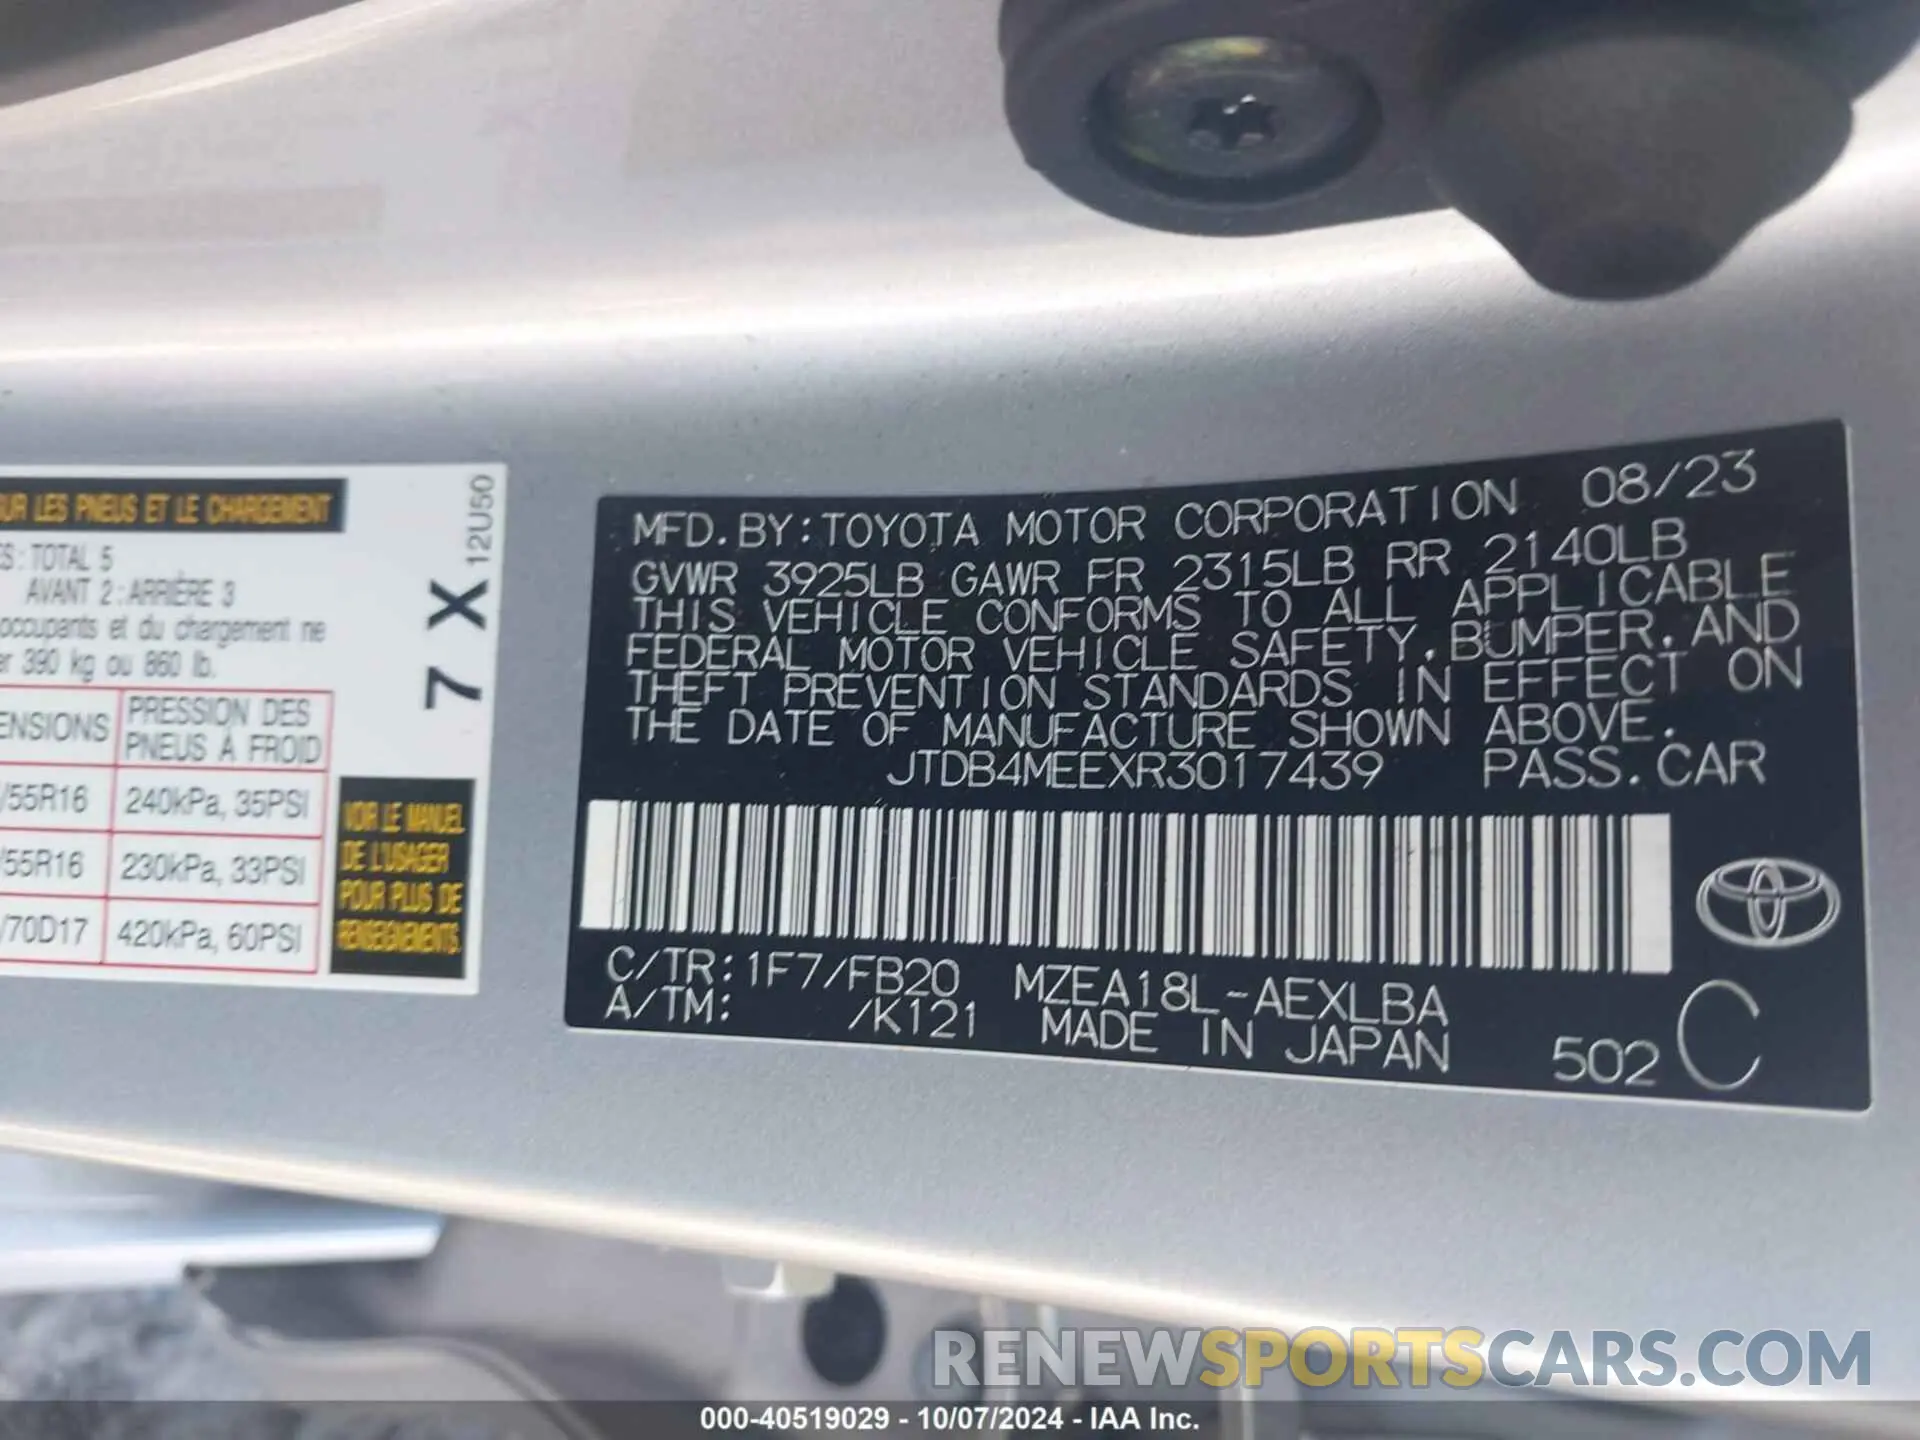 UR LES PNEUS ET LE CHARGEMENT
ES : TOTAL 5
AVANT 2 : ARRIÈRE 3
occupants et du chargement ne
er 390 kg ou 860 lb.
ENSIONS PRESSION DES
PNEUS À FROID
/55R16 240kPa, 35PSI
/55R16 230kPa, 33PSI
/70D17 420kPa, 60PSI
VOIR LE MANUEL
DE L'USAGER
POUR PLUS DE
RENSEIGNEMENTS.
7 X
12U50
MFD. BY: TOYOTA MOTOR CORPORATION 08/23
GVWR 3925LB GAWR FR 2315LB RR 2140LB
THIS VEHICLE CONFORMS TO ALL APPLICABLE
FEDERAL MOTOR VEHICLE SAFETY, BUMPER, AND
THEFT PREVENTION STANDARDS IN EFFECT ON
THE DATE OF MANUFACTURE SHOWN ABOVE.
JTDB4MEEXR3017439 PASS. CAR
C/TR: 1F7/FB20 MZEA18L-AEXLBA
A/TM: /K121 MADE IN JAPAN 502 C
RENEWSPORTSCARS.COM
000-40519029 - 10/07/2024 - IAA Inc.